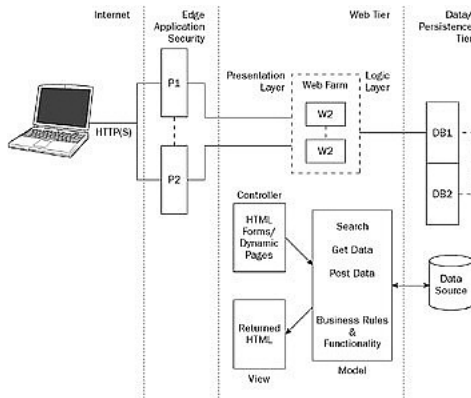 Internet
Edge
Application
Security
Web Tier
Data/
Persistence
Tier
P1
Presentation
Layer
Web Farm
Logic
Layer
W2
HTTP(S)
DB1
P2
W2
DB2
Controller
HTML
Forms/
Dynamic
Pages
Search
Get Data
Post Data
Data
Source
Returned
HTML
Business Rules
&
Functionality
View
Model